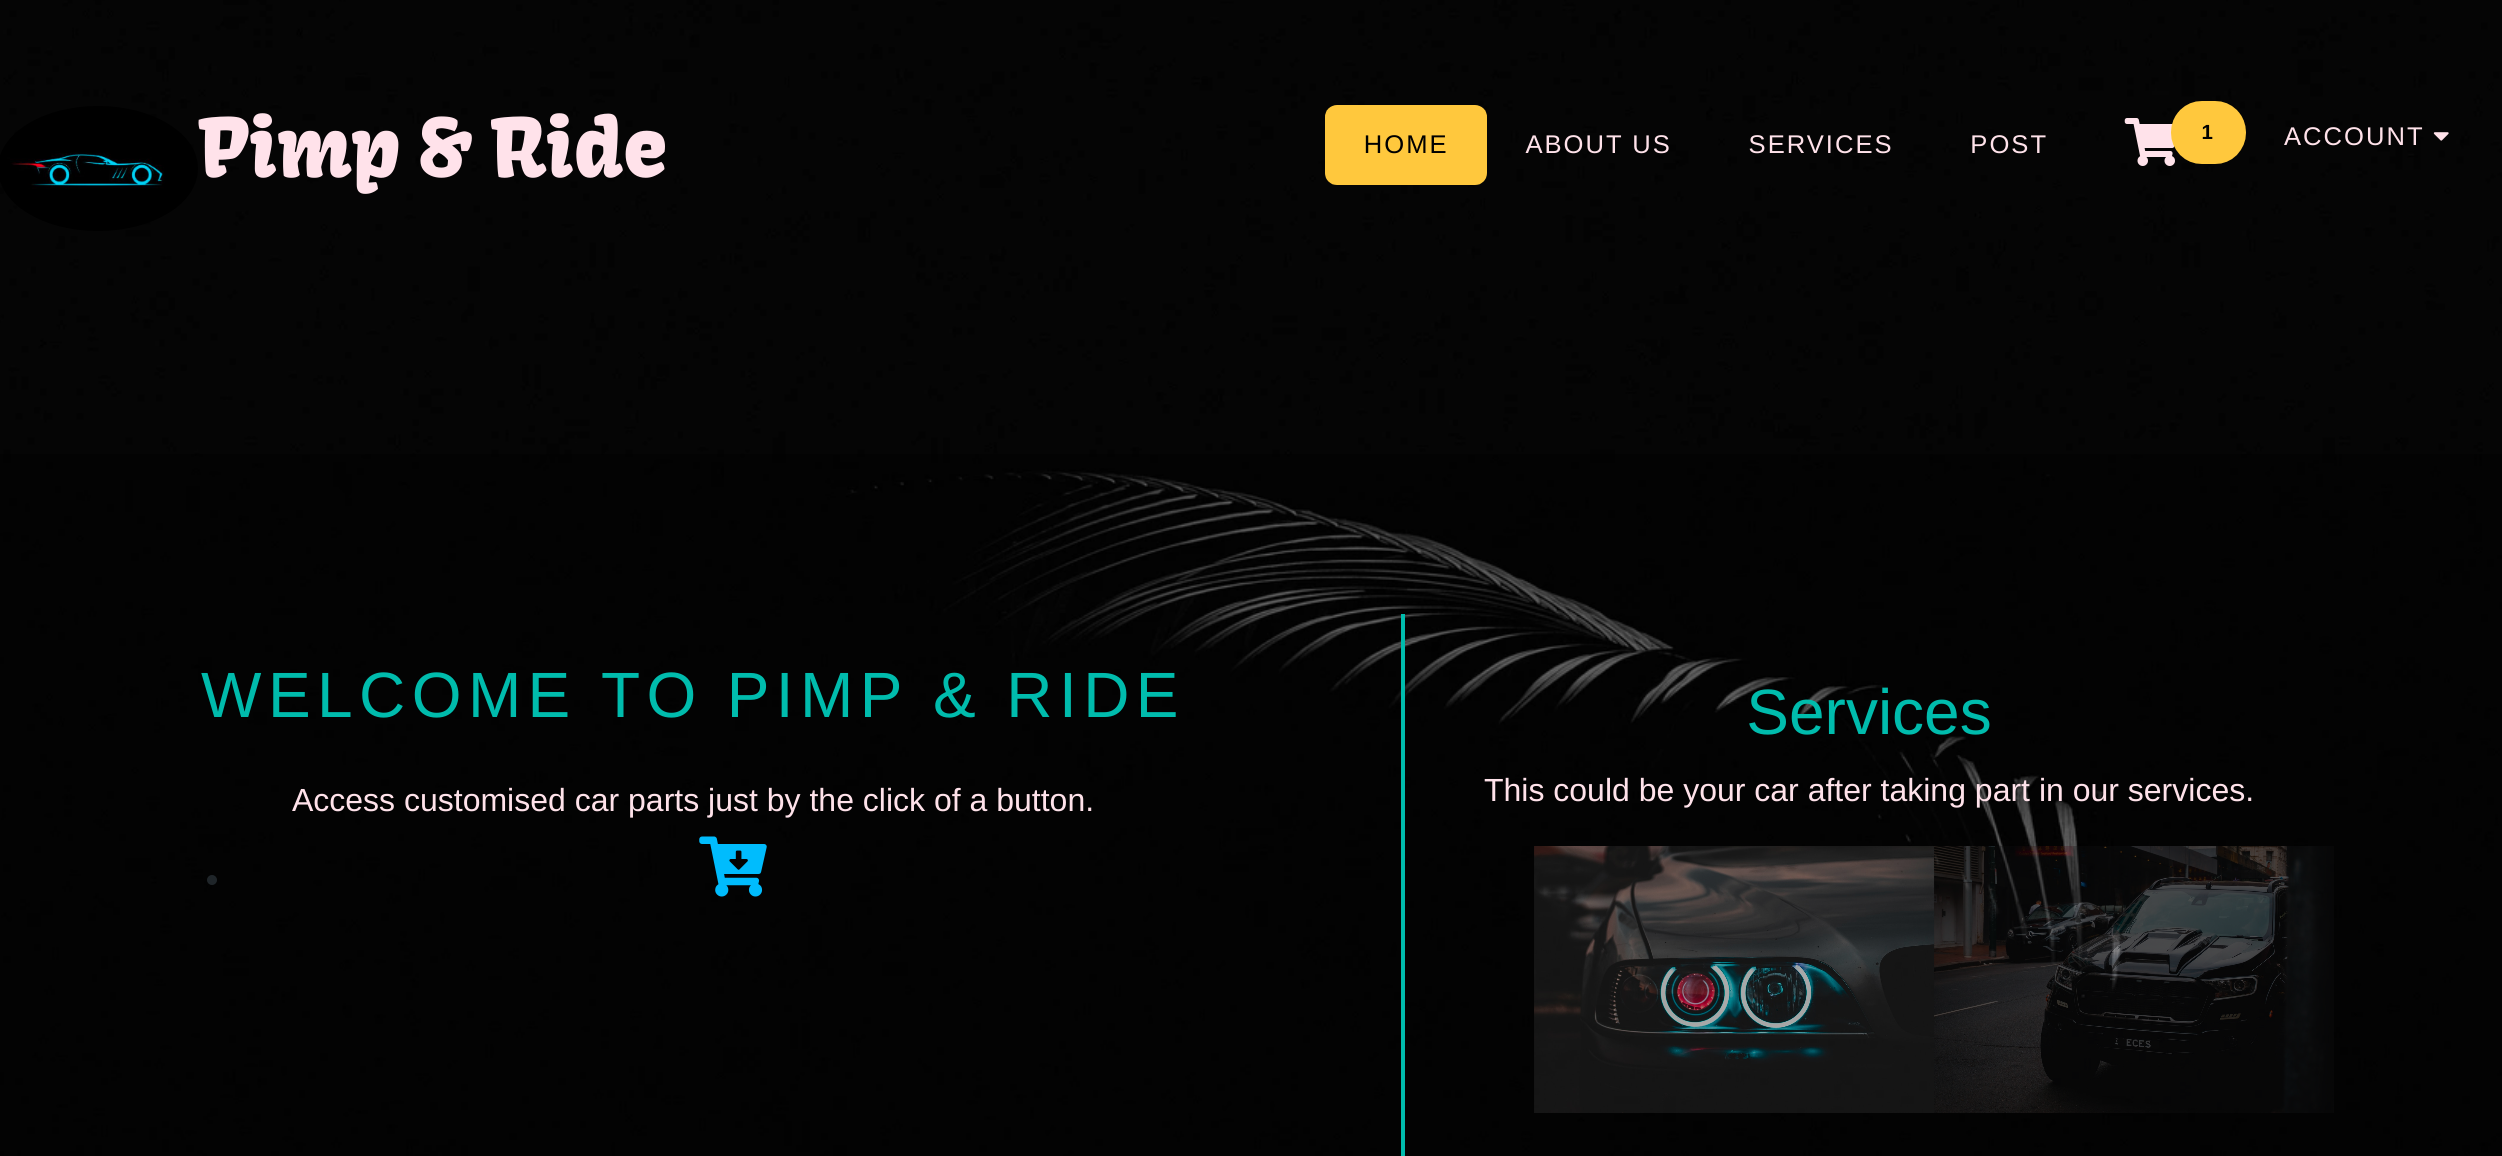 Pimp & Ride
HOME
ABOUT US
SERVICES
POST
1
ACCOUNT
WELCOME TO PIMP & RIDE
Access customised car parts just by the click of a button.
Services
This could be your car after taking part in our services.
ECES